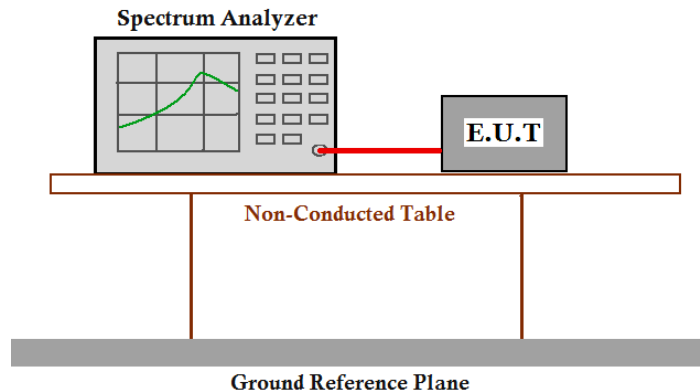 Spectrum Analyzer
E.U.T
Non-Conducted Table
Ground Reference Plane